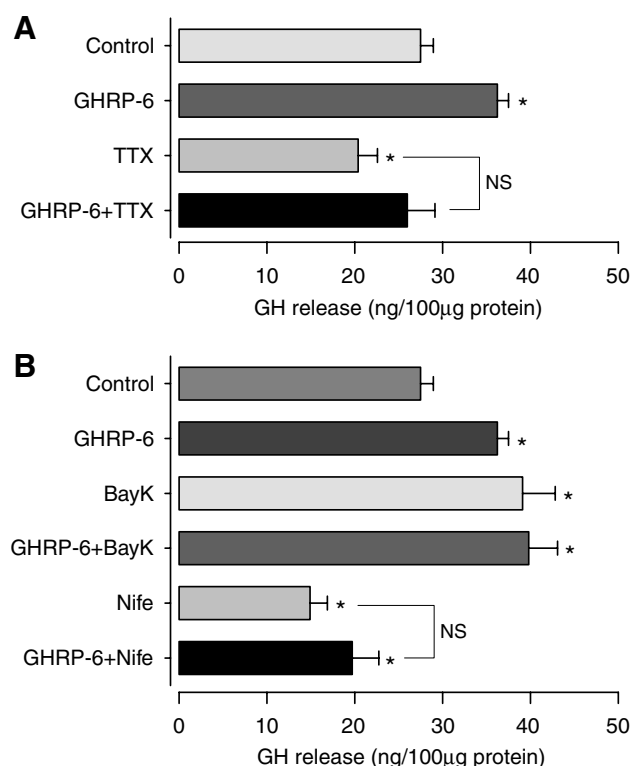 A
Control
GHRP-6
*
TTX
*
NS
GHRP-6+TTX
0 10 20 30 40 50
GH release (ng/100µg protein)
B
Control
GHRP-6
*
BayK
*
GHRP-6+BayK
*
Nife
*
NS
GHRP-6+Nife
*
0 10 20 30 40 50
GH release (ng/100µg protein)